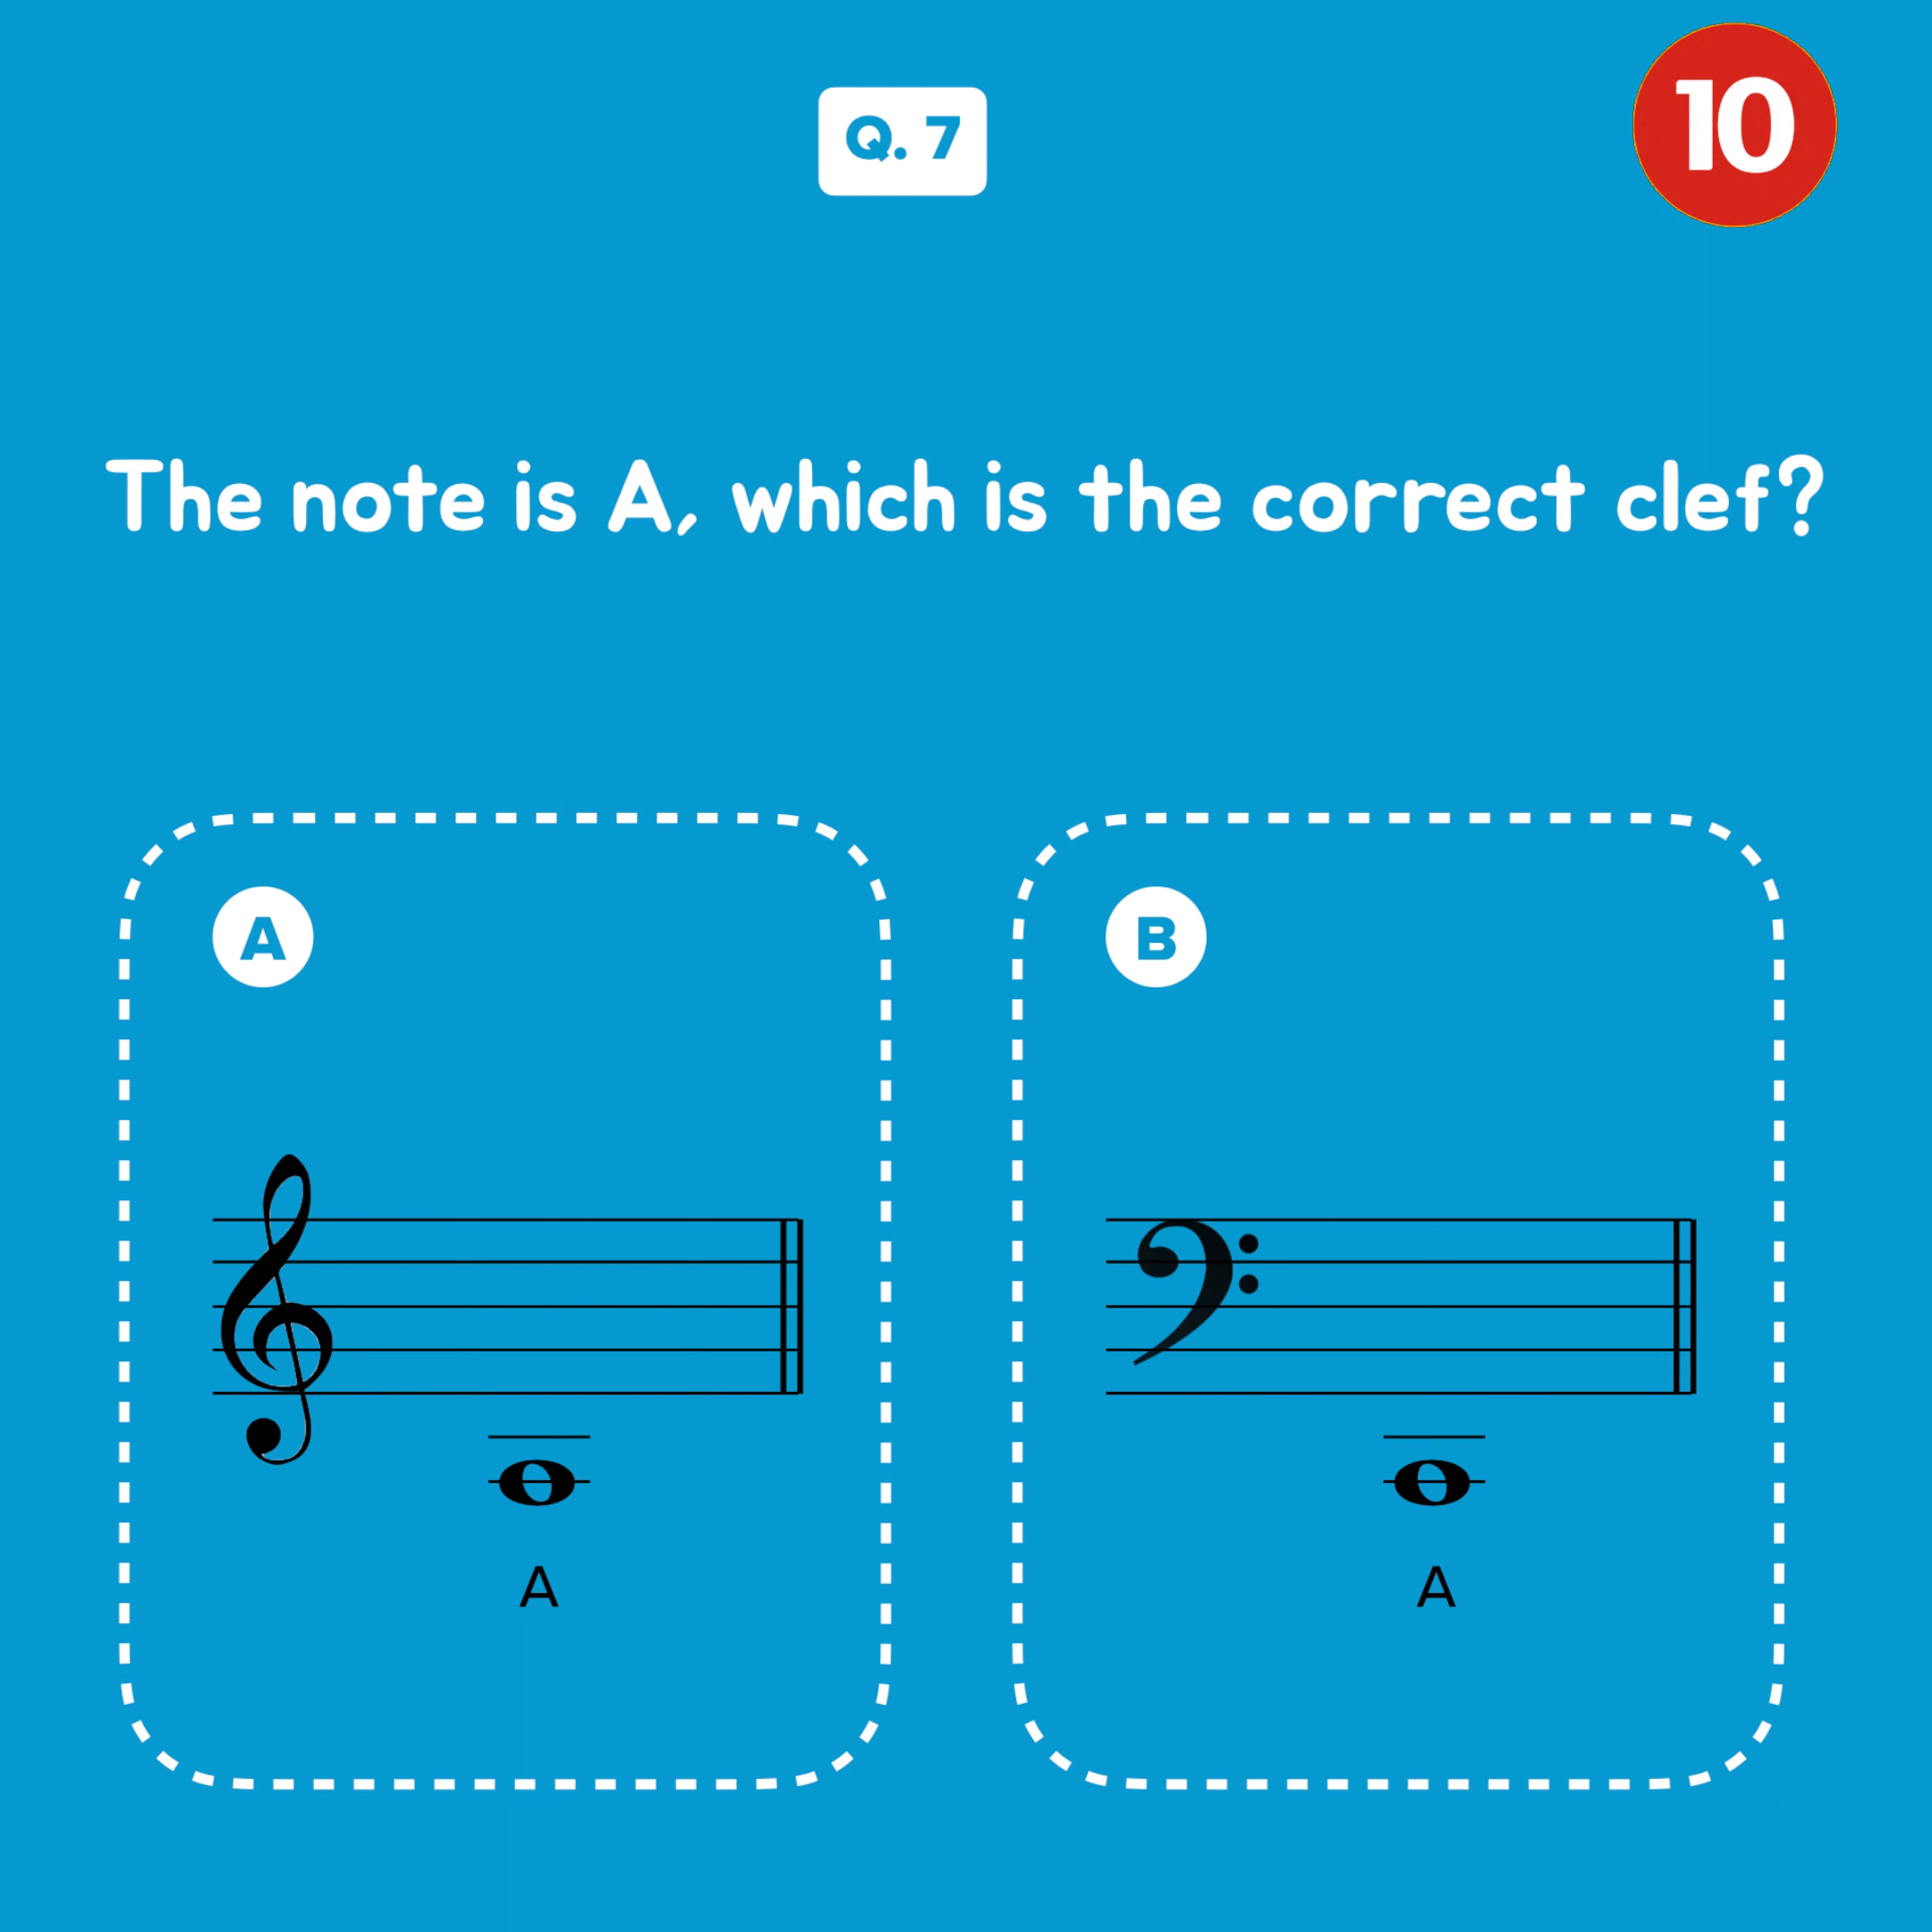 Q. 7
10
The note is A, which is the correct clef?
A
B
A
A